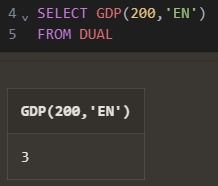 4 SELECT GDP(200,'EN')
5 FROM DUAL
GDP(200,'EN')
3